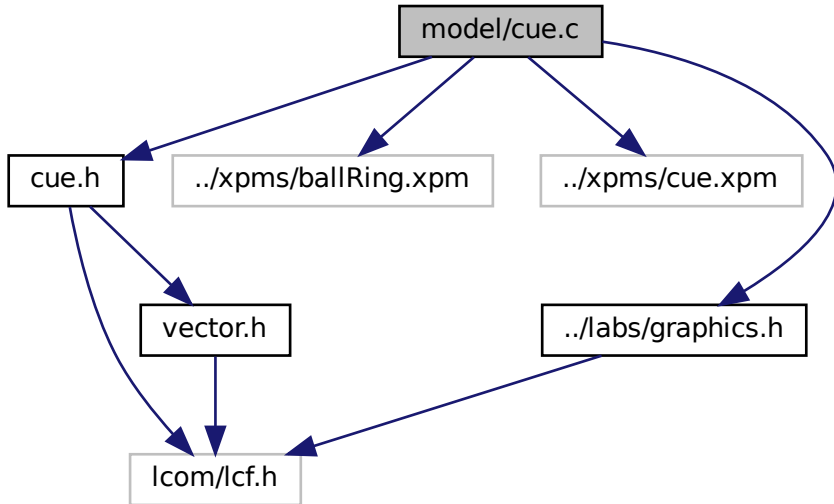 model/cue.c
cue.h
../xpms/ballRing.xpm
../xpms/cue.xpm
vector.h
../labs/graphics.h
lcom/lcf.h